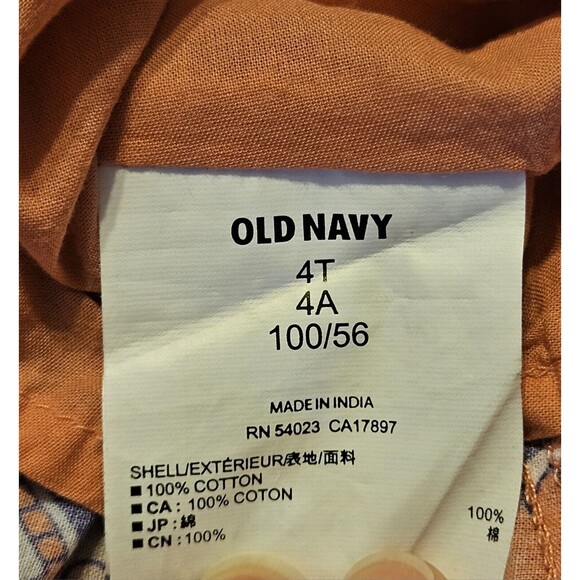 OLD NAVY
4T
4A
100/56
MADE IN INDIA
RN 54023 CA17897
SHELL/EXTÉRIEUR/表地/面料
■ 100% COTTON
■ CA : 100% COTON
■ JP : 綿
■ CN : 100%
100%
棉